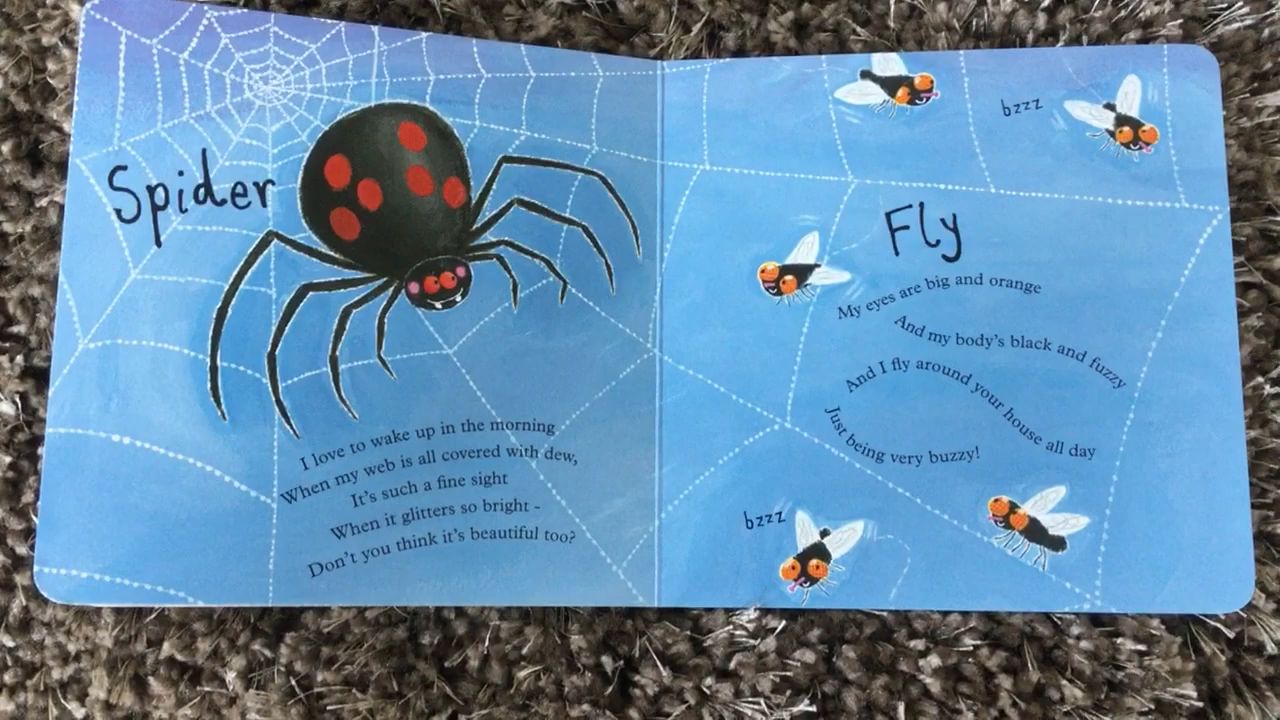 Spider
I love to wake up in the morning
When my web is all covered with dew,
It's such a fine sight
When it glitters so bright -
Don't you think it's beautiful too?
bzzz
Fly
My eyes are big and orange
And my body's black and fuzzy
And I fly around your house all day
Just being very buzzy!
bzzz